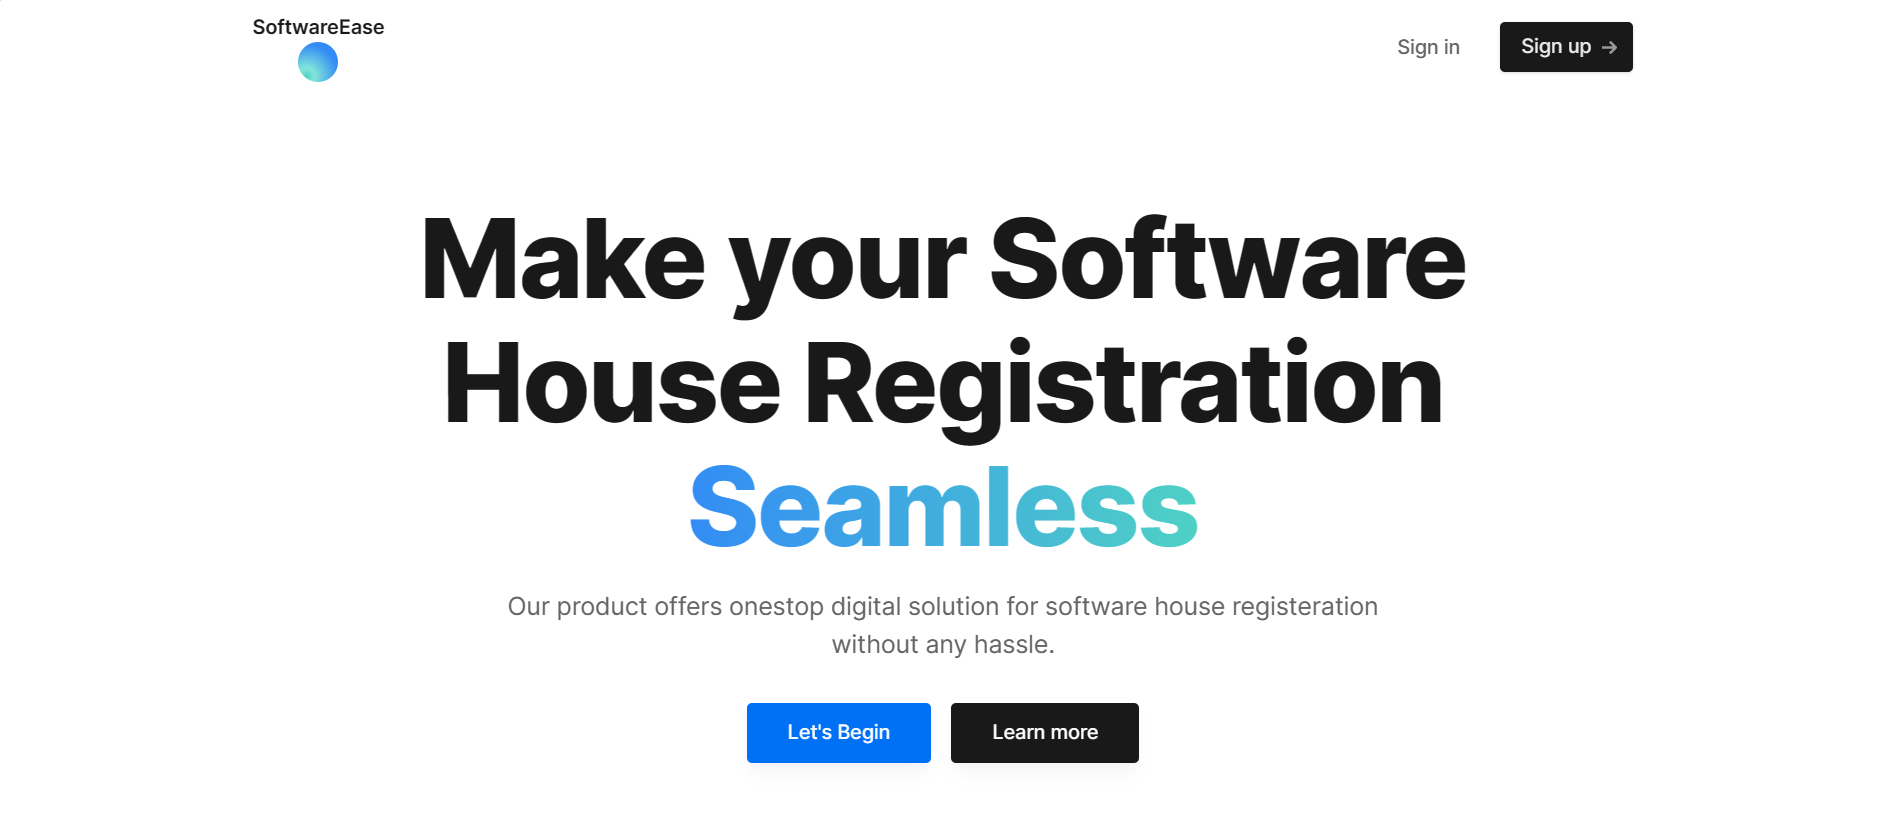 SoftwareEase
Sign in
Sign up
Make your Software
House Registration
Seamless
Our product offers onestop digital solution for software house registeration
without any hassle.
Let's Begin
Learn more